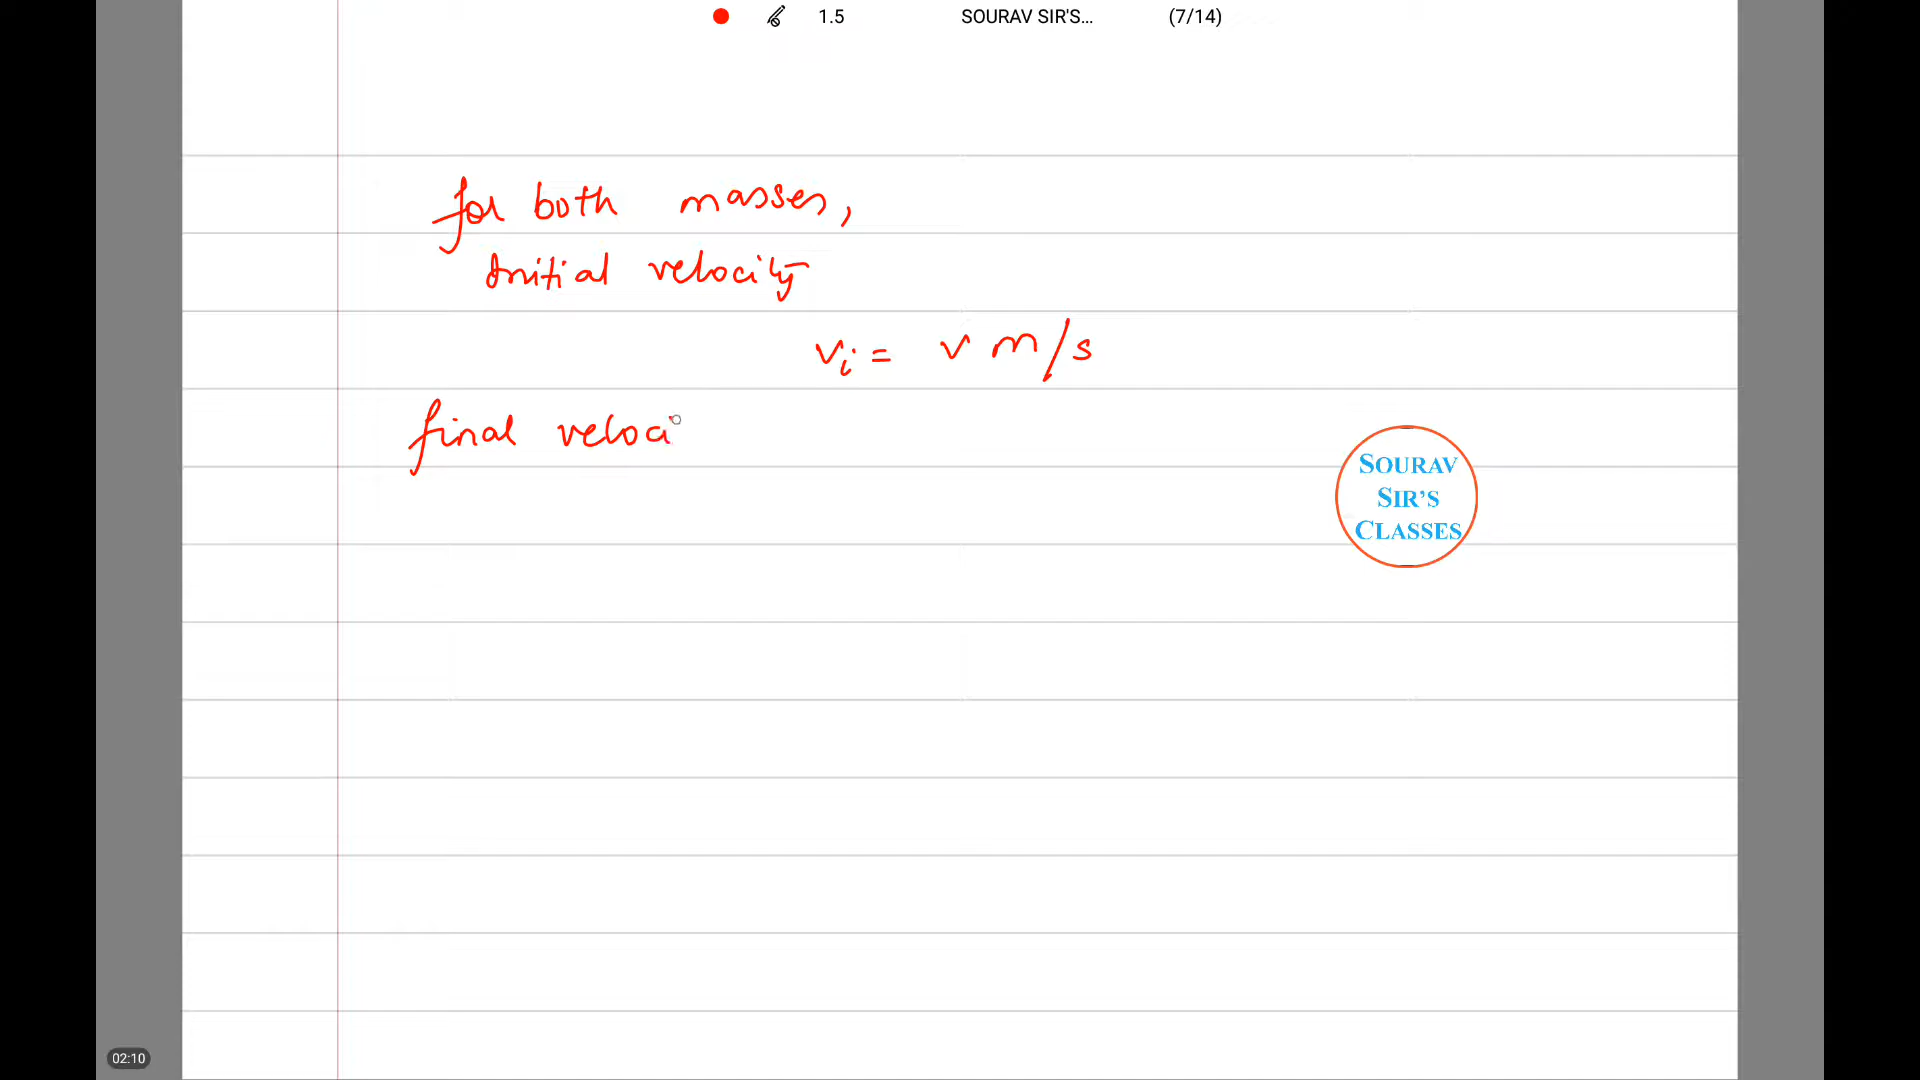 1.5 SOURAV SIR'S... (7/14)
for both masses,
Initial velocity
vi = v m/s
final veloci
SOURAV
SIR'S
CLASSES
02:10